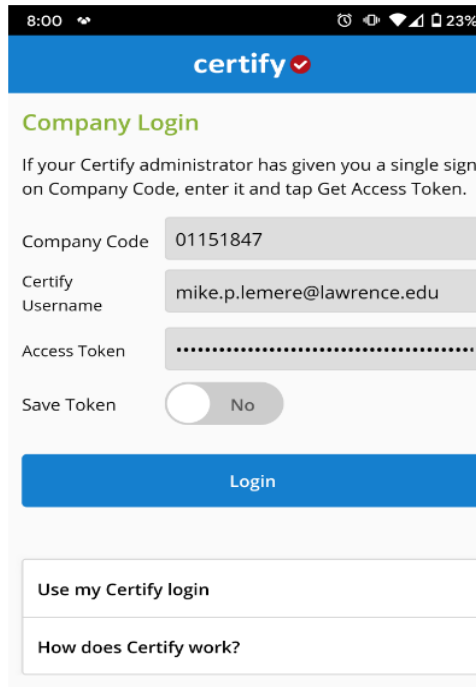 8:00 23%
certify
Company Login
If your Certify administrator has given you a single sign
on Company Code, enter it and tap Get Access Token.
Company Code 01151847
Certify
Username mike.p.lemere@lawrence.edu
Access Token ••••••••••••••••••••••••••••••••••••••••••
Save Token No
Login
Use my Certify login
How does Certify work?